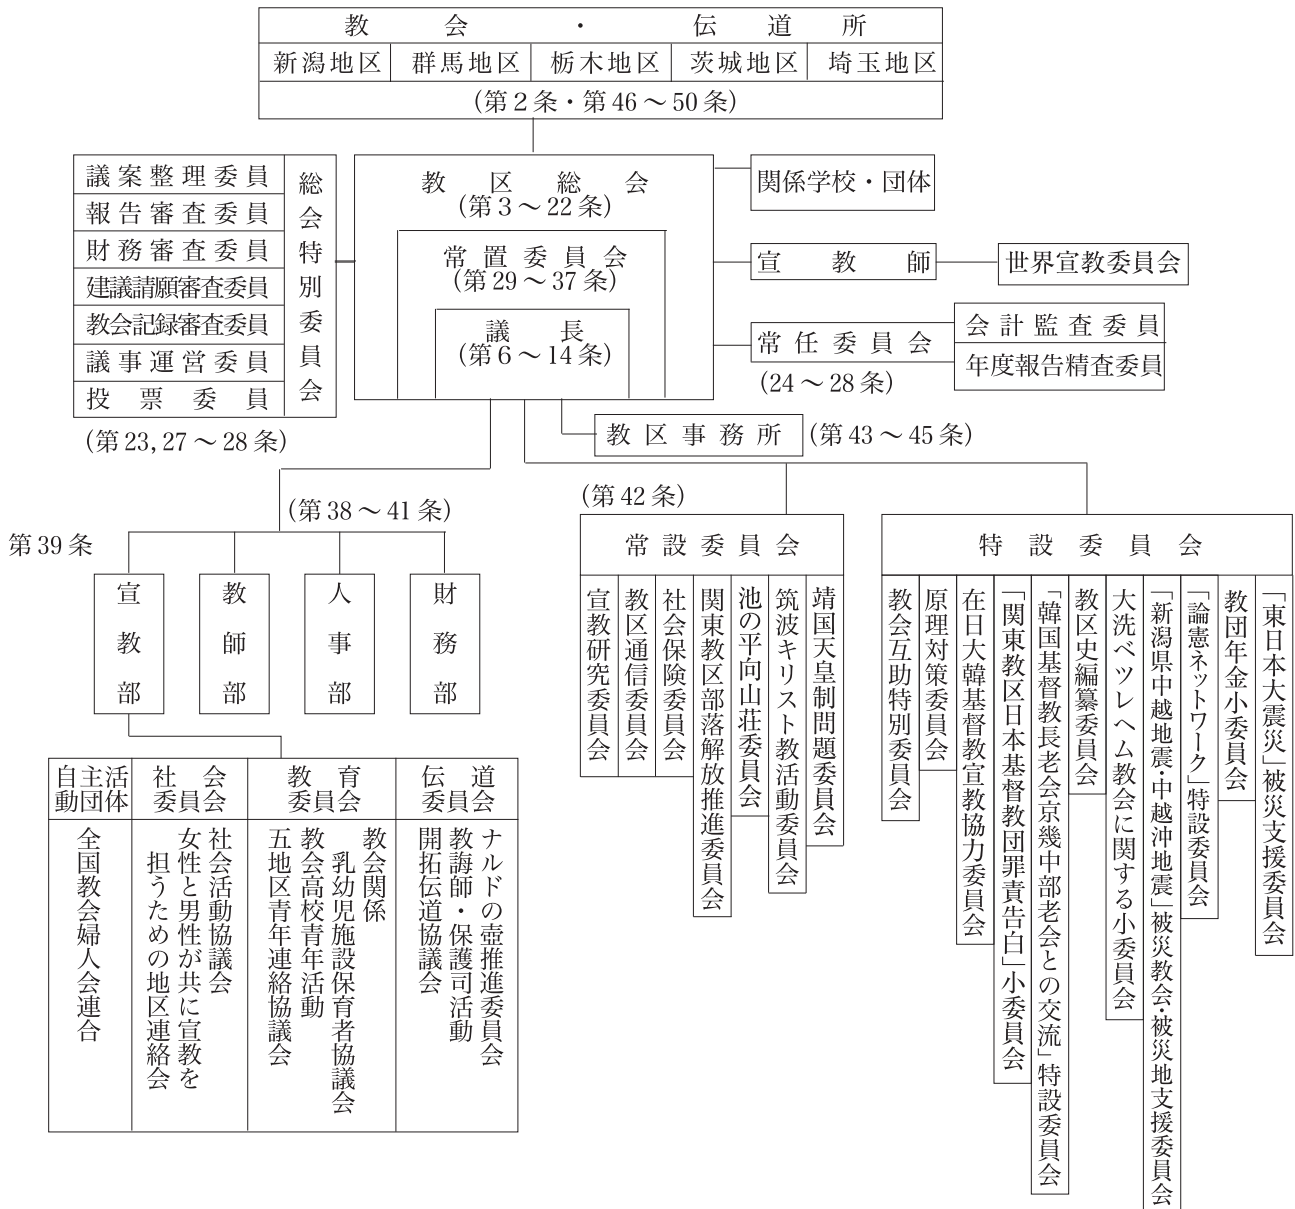 教会・伝道所
新潟地区 群馬地区 栃木地区 茨城地区 埼玉地区
(第2条・第46～50条)
議案整理委員
報告審査委員
財務審査委員
建議請願審査委員
教会記録審査委員
議事運営委員
投票委員
総会特別委員会
(第23, 27～28条)
教区総会
(第3～22条)
常置委員会
(第29～37条)
議長
(第6～14条)
関係学校・団体
宣教師
世界宣教委員会
常任委員会
(24～28条)
会計監査委員
年度報告精査委員
教区事務所
(第43～45条)
(第38～41条)
第39条
宣教部
教師部
人事部
財務部
自主活動団体
全国教会婦人会連合
社会委員会
社会活動協議会
女性と男性が共に宣教を
担うための地区連絡会
教育委員会
教会関係
乳幼児施設保育者協議会
教会高校青年活動
五地区青年連絡協議会
伝道委員会
ナルドの壺推進委員会
教誨師・保護司活動
開拓伝道協議会
(第42条)
常設委員会
宣教研究委員会
教区通信委員会
社会保険委員会
関東教区部落解放推進委員会
池の平向山荘委員会
筑波キリスト教活動委員会
靖国天皇制問題委員会
特設委員会
教会互助特別委員会
原理対策委員会
在日大韓基督教宣教協力委員会
「関東教区日本基督教団罪責告白」小委員会
「韓国基督教長老会京幾中部老会との交流」特設委員会
教区史編纂委員会
大洗ベツレヘム教会に関する小委員会
「新潟県中越地震・中越沖地震」被災教会・被災地支援委員会
「論憲ネットワーク」特設委員会
教団年金小委員会
「東日本大震災」被災支援委員会